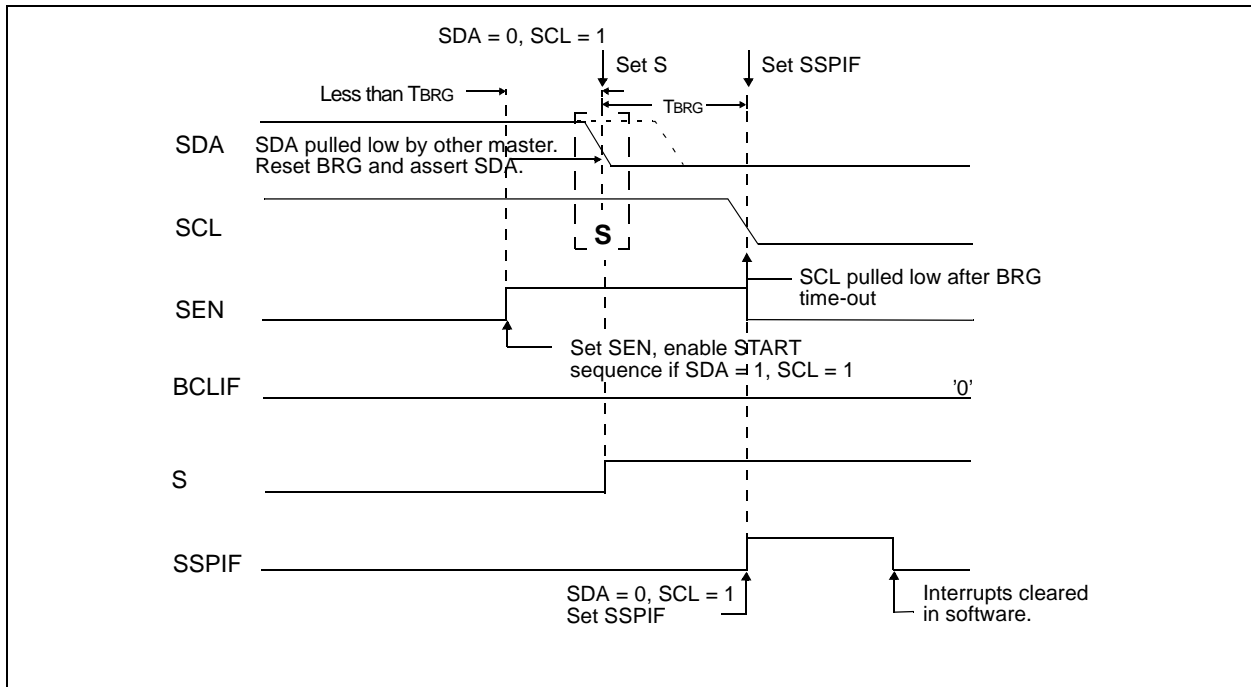 SDA = 0, SCL = 1
Set S
Set SSPIF
Less than TBRG
TBRG
SDA
SDA pulled low by other master.
Reset BRG and assert SDA.
SCL
S
SCL pulled low after BRG
time-out
SEN
Set SEN, enable START
sequence if SDA = 1, SCL = 1
BCLIF
'0'
S
SSPIF
SDA = 0, SCL = 1
Set SSPIF
Interrupts cleared
in software.